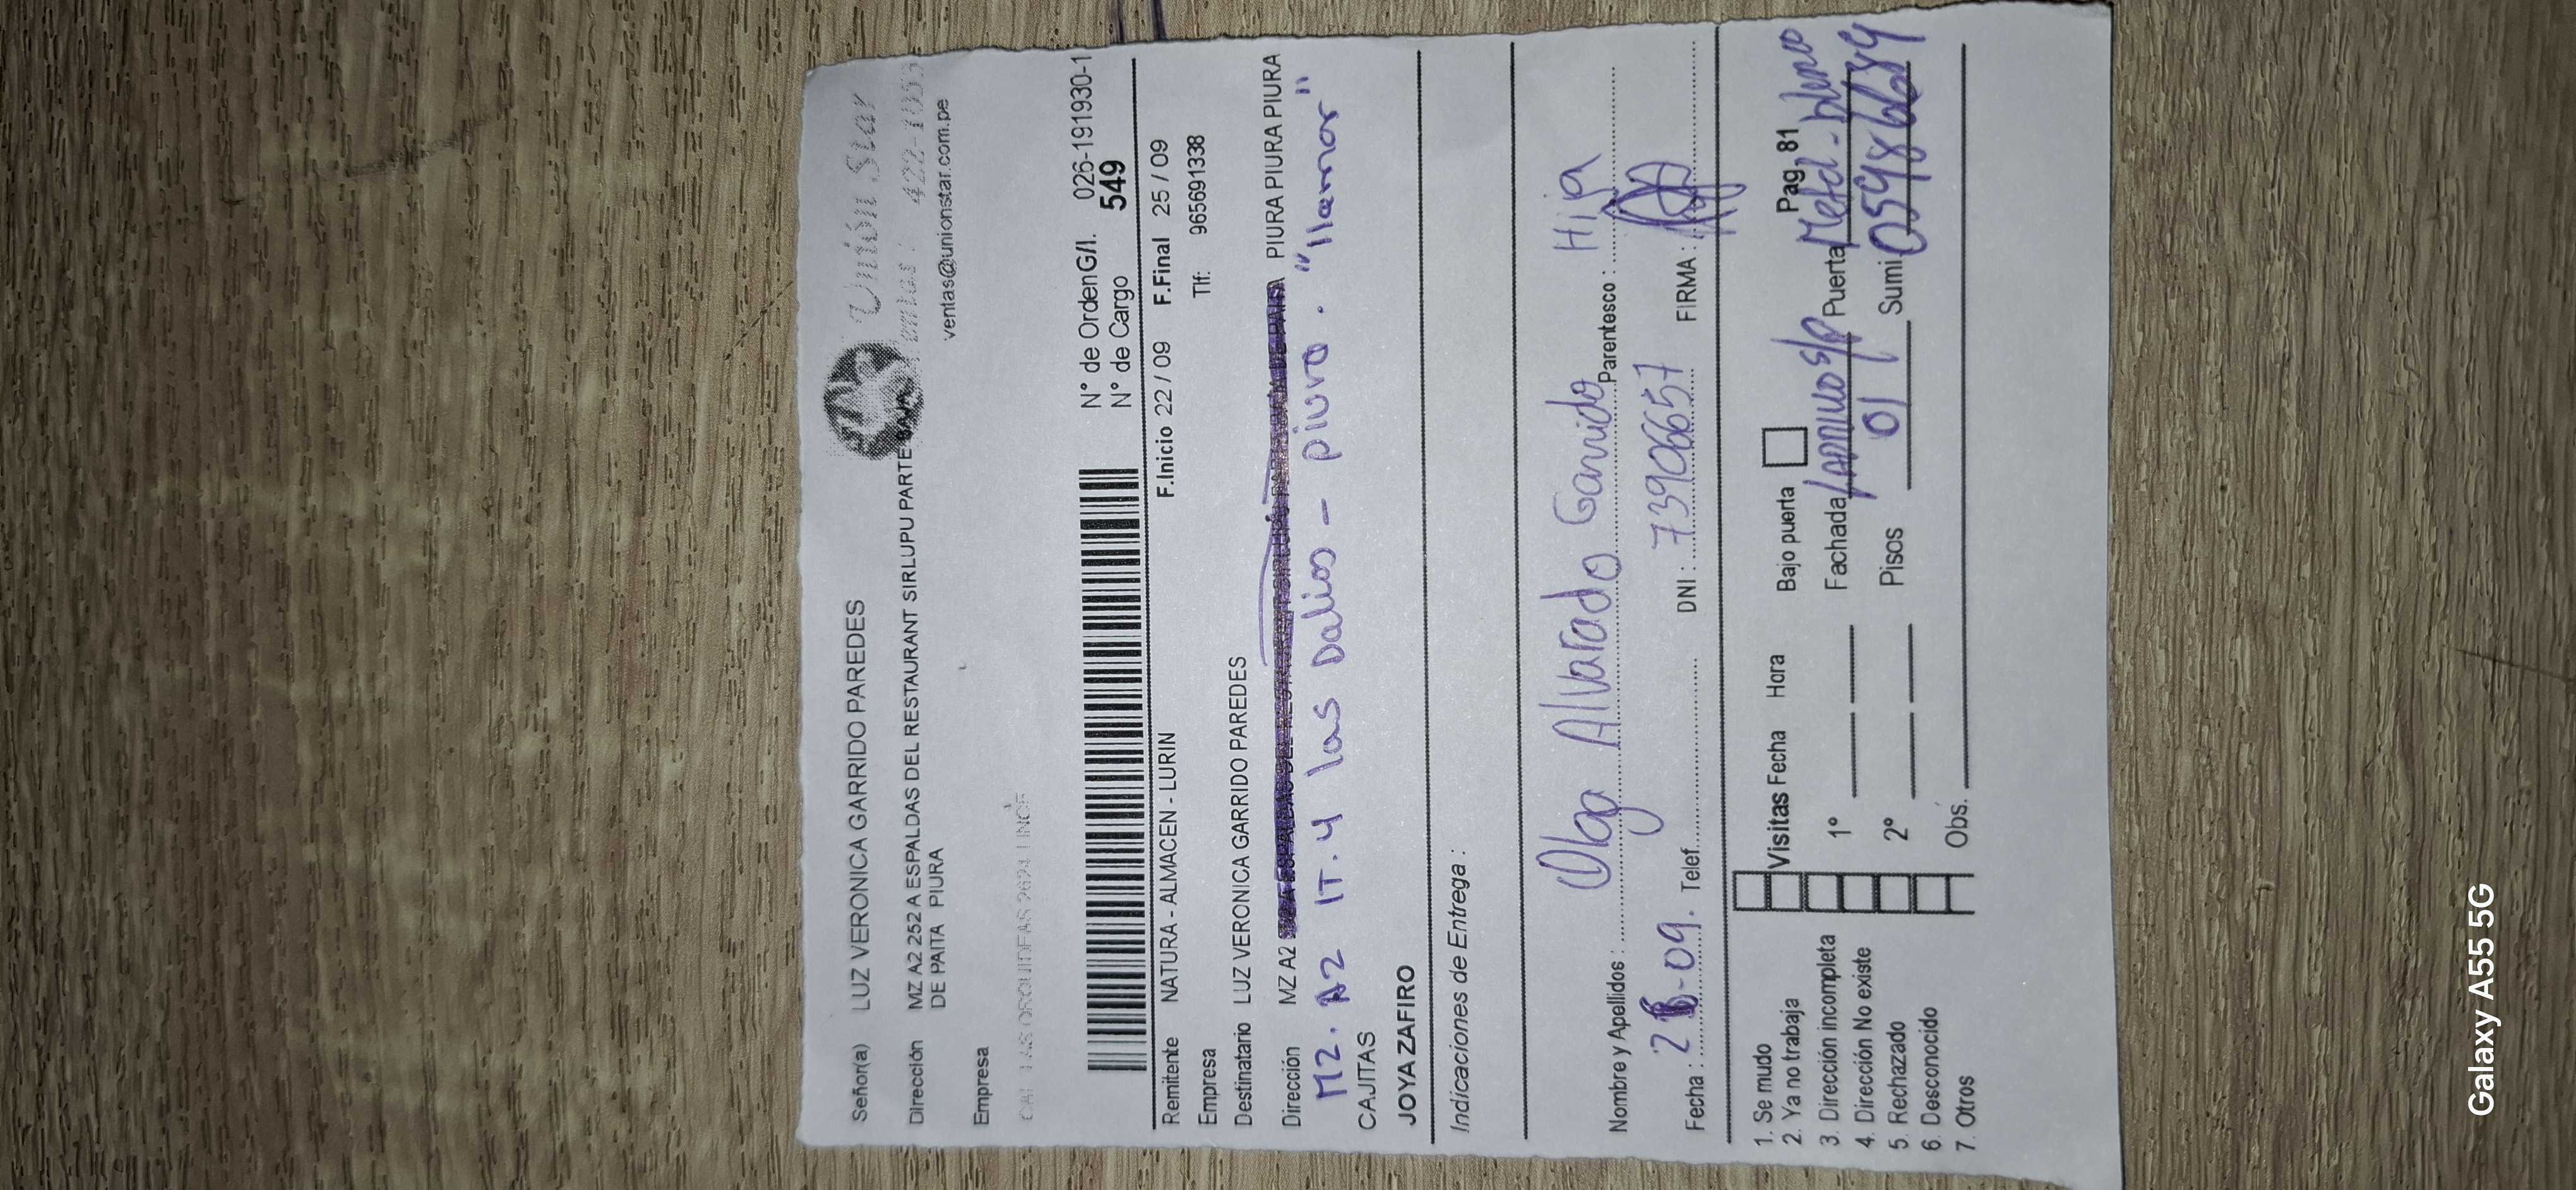 Señor(a) LUZ VERONICA GARRIDO PAREDES
Unión Star
Dirección MZ A2 252 A ESPALDAS DEL RESTAURANT SIRLUPU PARTE BAJA
DE PAITA PIURA
422-1053
ventas@unionstar.com.pe
Empresa
N° de OrdenG/I. 026-191930-1
N° de Cargo 549
Remitente NATURA - ALMACEN - LURIN F.Inicio 22 / 09 F.Final 25 / 09
Empresa Tlf: 965691338
Destinatario LUZ VERONICA GARRIDO PAREDES
Dirección MZ A2 PIURA PIURA PIURA
MZ. A2 lT. 4 las Dalias - piura. "llamar"
CAJITAS
JOYA ZAFIRO
Indicaciones de Entrega :
Nombre y Apellidos : Olga Alvarado Garrido Parentesco : Hija
Fecha : -09. Telef. DNI : 73906657 FIRMA :
1. Se mudo
2. Ya no trabaja
3. Dirección incompleta
4. Dirección No existe
5. Rechazado
6. Desconocido
7. Otros
Visitas Fecha Hora Bajo puerta Pag. 81
1° Fachada Puerta Metal - blanco
2° Pisos 01 Sumi
Obs.
Galaxy A55 5G